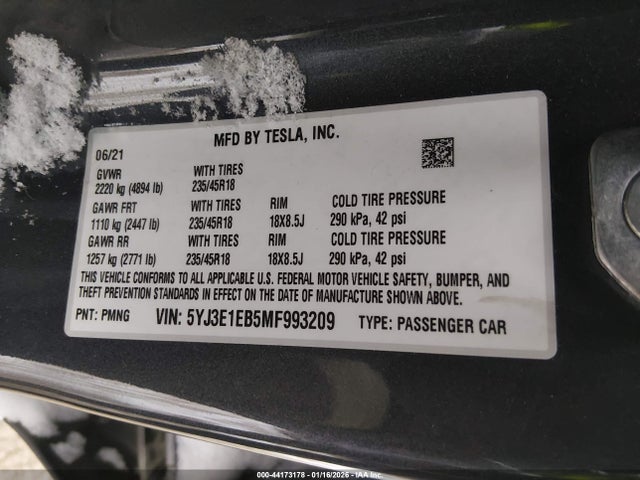 MFD BY TESLA, INC.
06/21
GVWR WITH TIRES
2220 kg (4894 lb) 235/45R18
GAWR FRT WITH TIRES RIM COLD TIRE PRESSURE
1110 kg (2447 lb) 235/45R18 18X8.5J 290 kPa, 42 psi
GAWR RR WITH TIRES RIM COLD TIRE PRESSURE
1257 kg (2771 lb) 235/45R18 18X8.5J 290 kPa, 42 psi
THIS VEHICLE CONFORMS TO ALL APPLICABLE U.S. FEDERAL MOTOR VEHICLE SAFETY, BUMPER, AND
THEFT PREVENTION STANDARDS IN EFFECT ON THE DATE OF MANUFACTURE SHOWN ABOVE.
PNT: PMNG VIN: 5YJ3E1EB5MF993209 TYPE: PASSENGER CAR
000-44173178 - 01/16/2026 - IAA Inc.